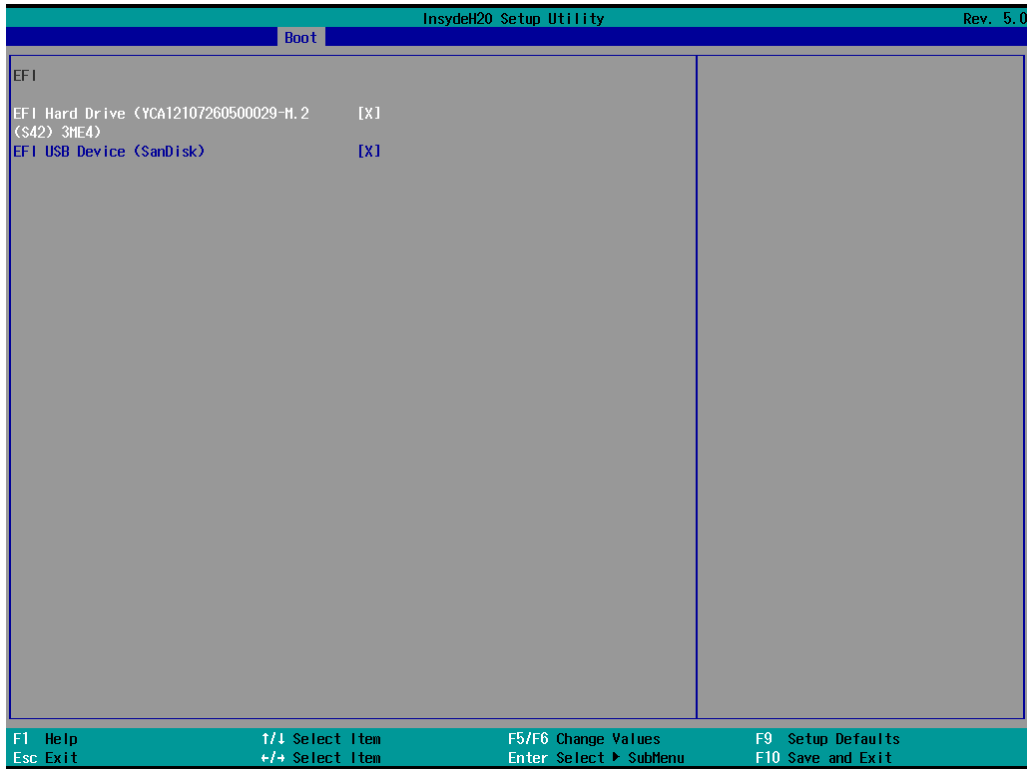 InsydeH20 Setup Utility Rev. 5.0
Boot
EFI
EFI Hard Drive (YCA12107260500029-M.2 [X]
(S42) 3ME4)
EFI USB Device (SanDisk) [X]
F1 Help ↑/↓ Select Item F5/F6 Change Values F9 Setup Defaults
Esc Exit ←/→ Select Item Enter Select ▶ SubMenu F10 Save and Exit